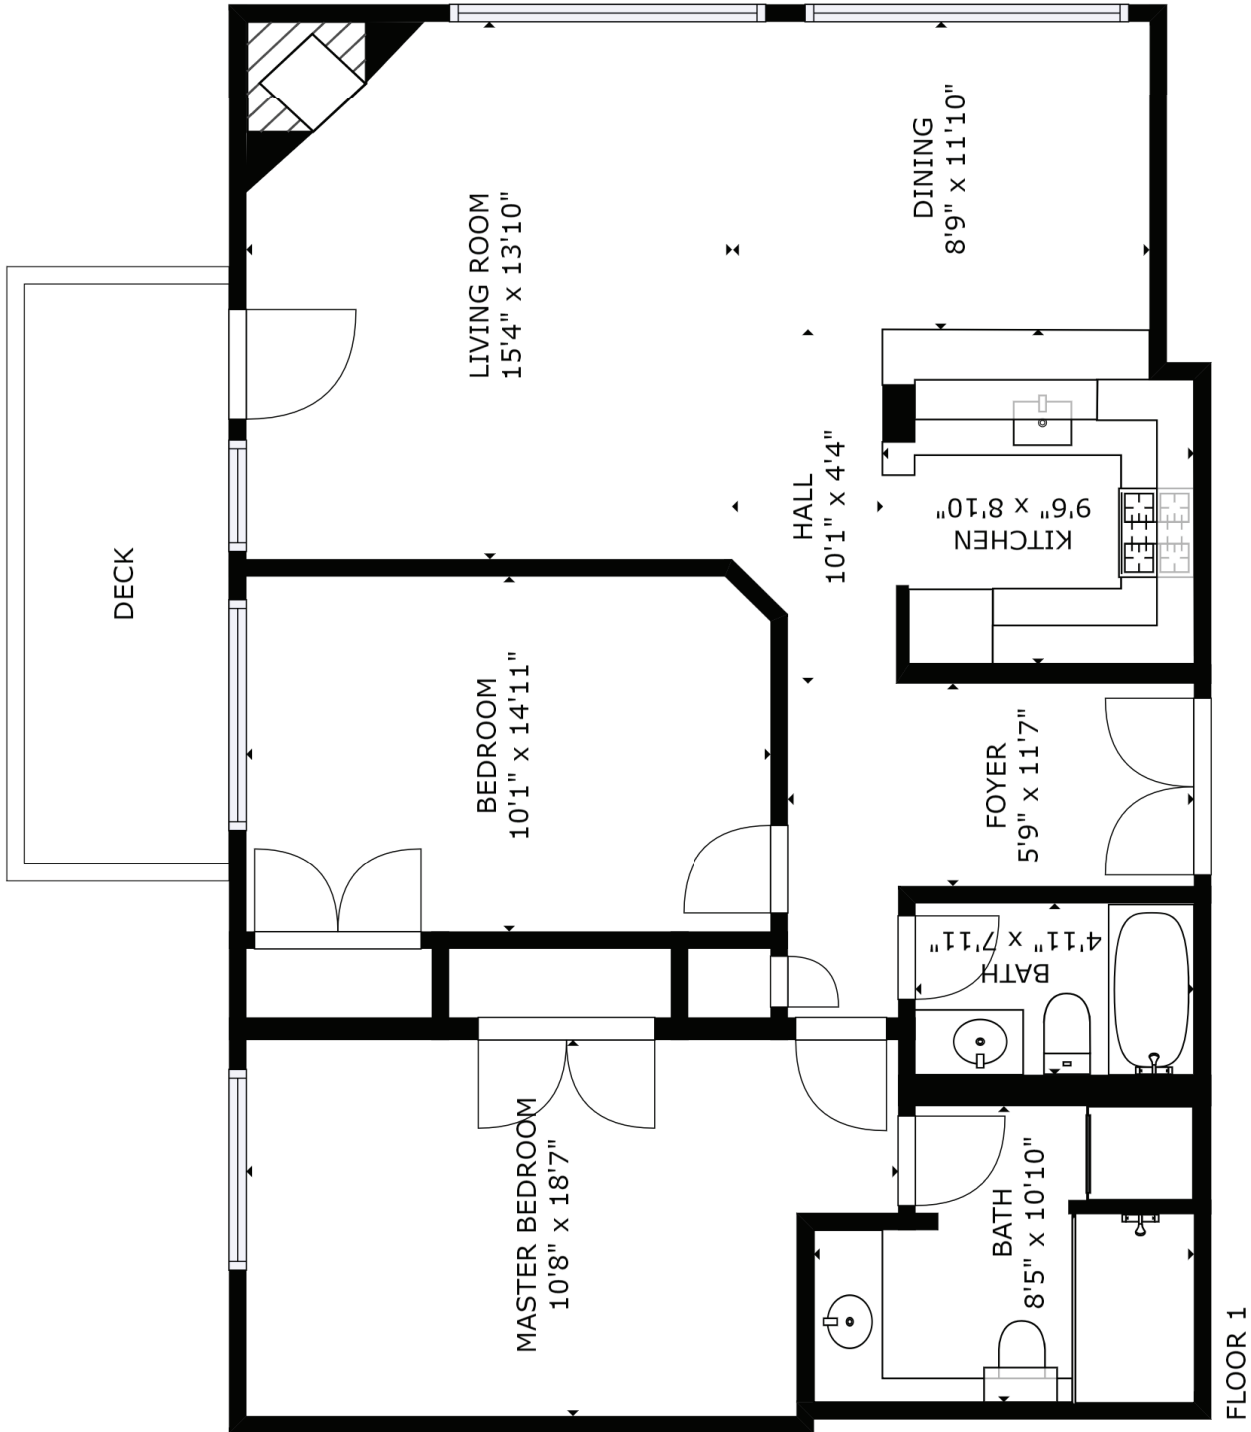 DECK
LIVING ROOM
15'4" x 13'10"
DINING
8'9" x 11'10"
HALL
10'1" x 4'4"
KITCHEN
9'6" x 8'10"
BEDROOM
10'1" x 14'11"
FOYER
5'9" x 11'7"
BATH
4'11" x 7'11"
MASTER BEDROOM
10'8" x 18'7"
BATH
8'5" x 10'10"
FLOOR 1